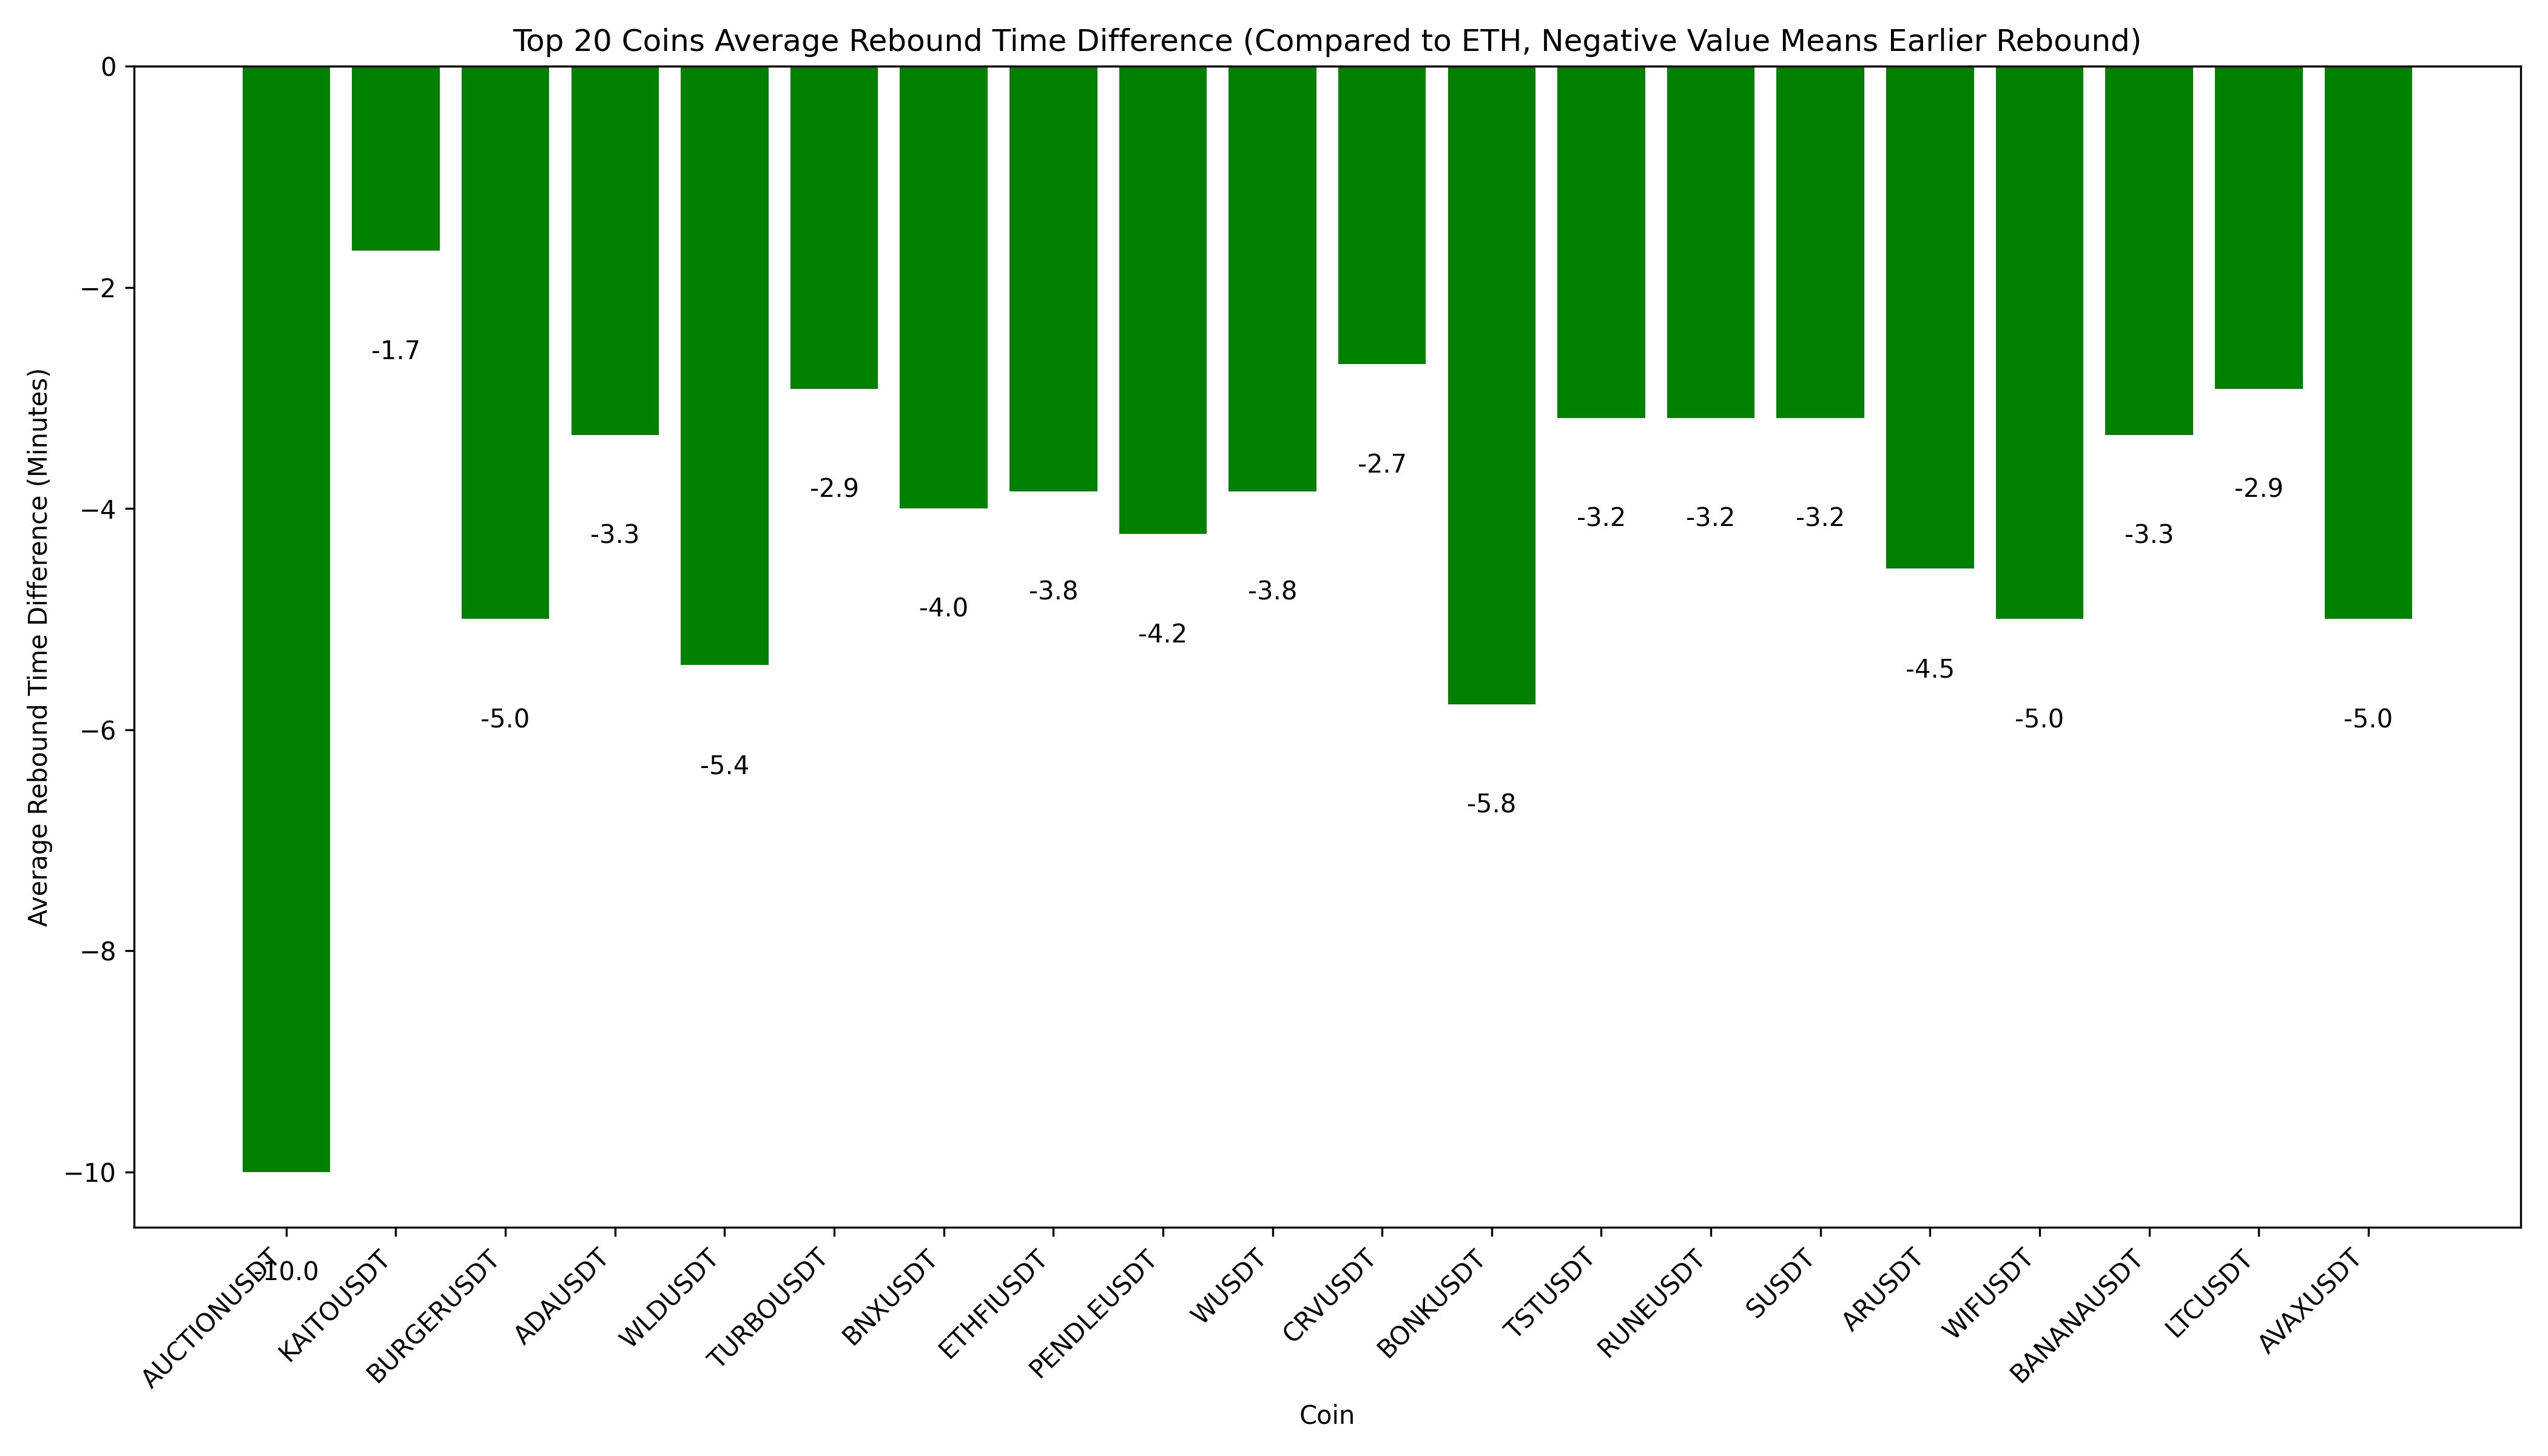 Top 20 Coins Average Rebound Time Difference (Compared to ETH, Negative Value Means Earlier Rebound)
Average Rebound Time Difference (Minutes)
0
−2
−4
−6
−8
−10
-10.0
-1.7
-5.0
-3.3
-5.4
-2.9
-4.0
-3.8
-4.2
-3.8
-2.7
-5.8
-3.2
-3.2
-3.2
-4.5
-5.0
-3.3
-2.9
-5.0
AUCTIONUSDT
KAITOUSDT
BURGERUSDT
ADAUSDT
WLDUSDT
TURBOUSDT
BNXUSDT
ETHFIUSDT
PENDLEUSDT
WUSDT
CRVUSDT
BONKUSDT
TSTUSDT
RUNEUSDT
SUSDT
ARUSDT
WIFUSDT
BANANAUSDT
LTCUSDT
AVAXUSDT
Coin